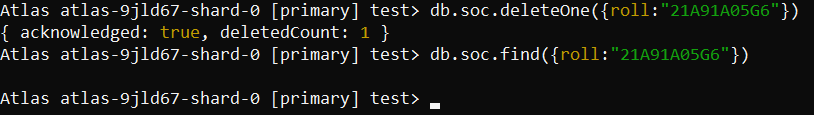 Atlas atlas-9jld67-shard-0 [primary] test> db.soc.deleteOne({roll:"21A91A05G6"})
{ acknowledged: true, deletedCount: 1 }
Atlas atlas-9jld67-shard-0 [primary] test> db.soc.find({roll:"21A91A05G6"})
Atlas atlas-9jld67-shard-0 [primary] test>